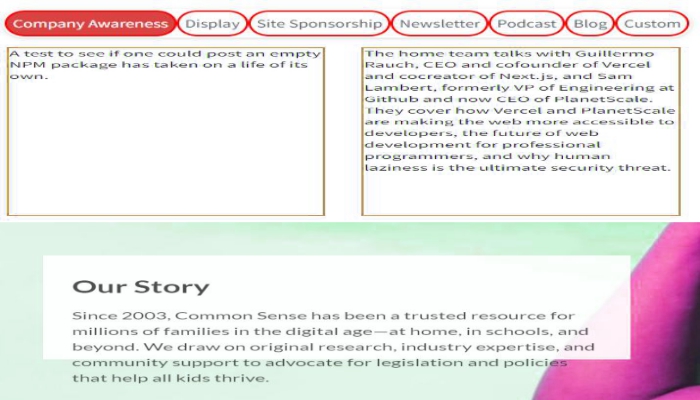 Company Awareness Display Site Sponsorship Newsletter Podcast Blog Custom
A test to see if one could post an empty
NPM package has taken on a life of its
own.
The home team talks with Guillermo
Rauch, CEO and cofounder of Vercel
and cocreator of Next.js, and Sam
Lambert, formerly VP of Engineering at
Github and now CEO of PlanetScale.
They cover how Vercel and PlanetScale
are making the web more accessible to
developers, the future of web
development for professional
programmers, and why human
laziness is the ultimate security threat.
Our Story
Since 2003, Common Sense has been a trusted resource for
millions of families in the digital age—at home, in schools, and
beyond. We draw on original research, industry expertise, and
community support to advocate for legislation and policies
that help all kids thrive.